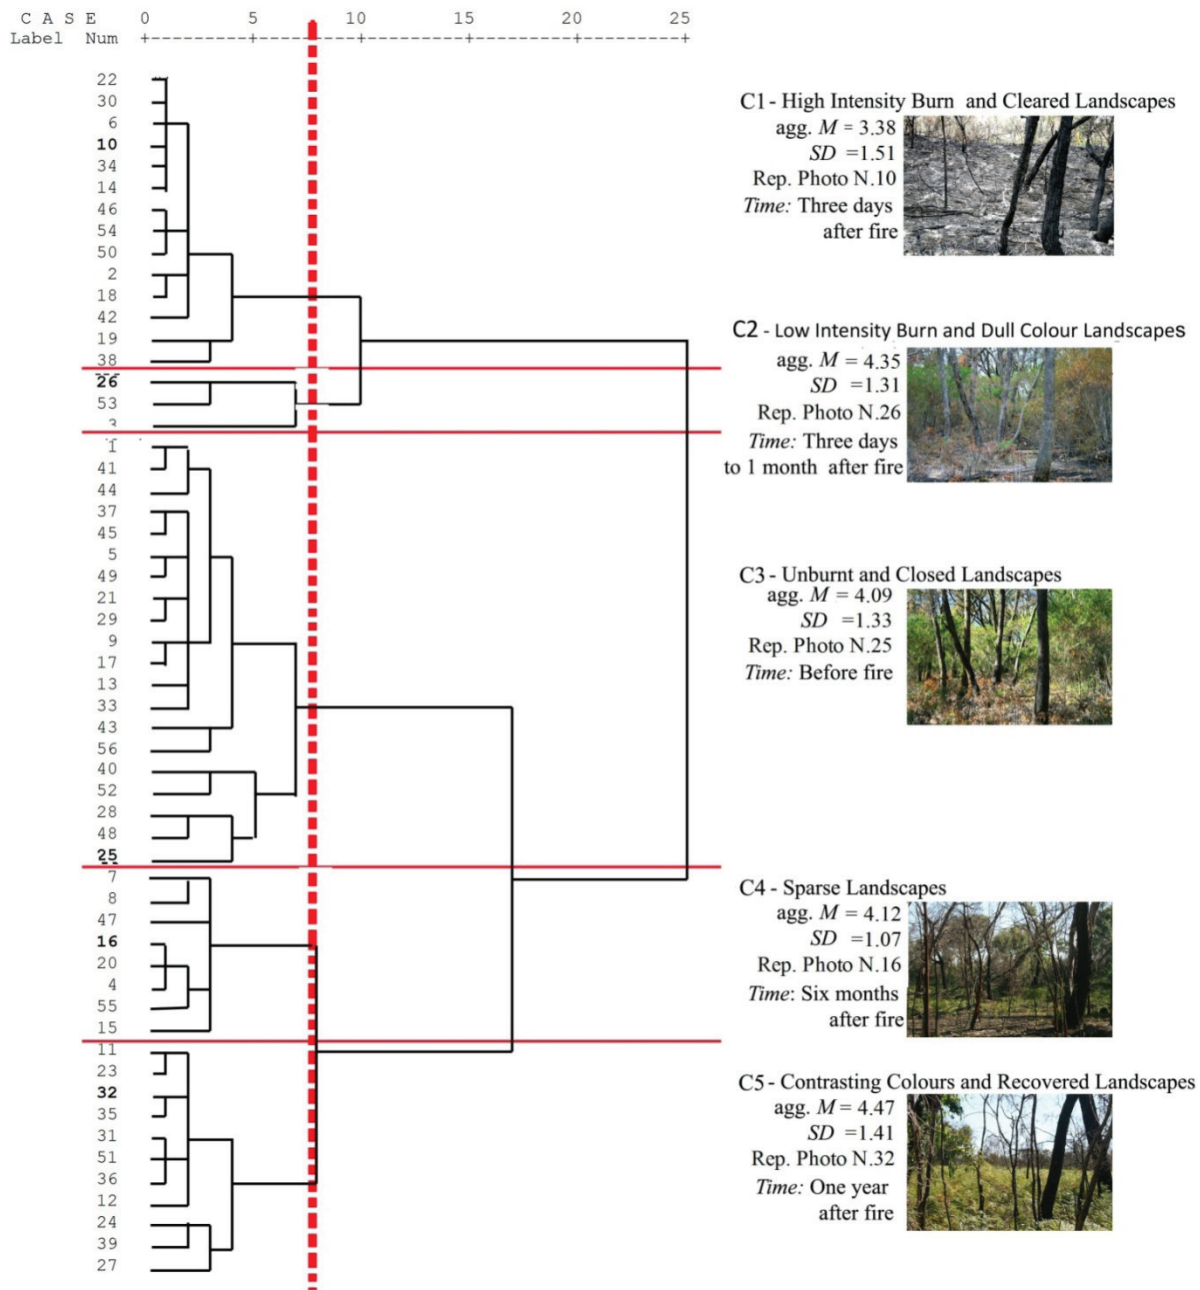 C A S E 0 5 10 15 20 25
Label Num +---------+---------+---------+---------+---------+
22
30
6
10
34
14
46
54
50
2
18
42
19
38
26
53
3
1
41
44
37
45
5
49
21
29
9
17
13
33
43
56
40
52
28
48
25
7
8
47
16
20
4
55
15
11
23
32
35
31
51
36
12
24
39
27
C1 - High Intensity Burn and Cleared Landscapes
agg. M = 3.38
SD =1.51
Rep. Photo N.10
Time: Three days
after fire
C2 - Low Intensity Burn and Dull Colour Landscapes
agg. M = 4.35
SD =1.31
Rep. Photo N.26
Time: Three days
to 1 month after fire
C3 - Unburnt and Closed Landscapes
agg. M = 4.09
SD =1.33
Rep. Photo N.25
Time: Before fire
C4 - Sparse Landscapes
agg. M = 4.12
SD =1.07
Rep. Photo N.16
Time: Six months
after fire
C5 - Contrasting Colours and Recovered Landscapes
agg. M = 4.47
SD =1.41
Rep. Photo N.32
Time: One year
after fire